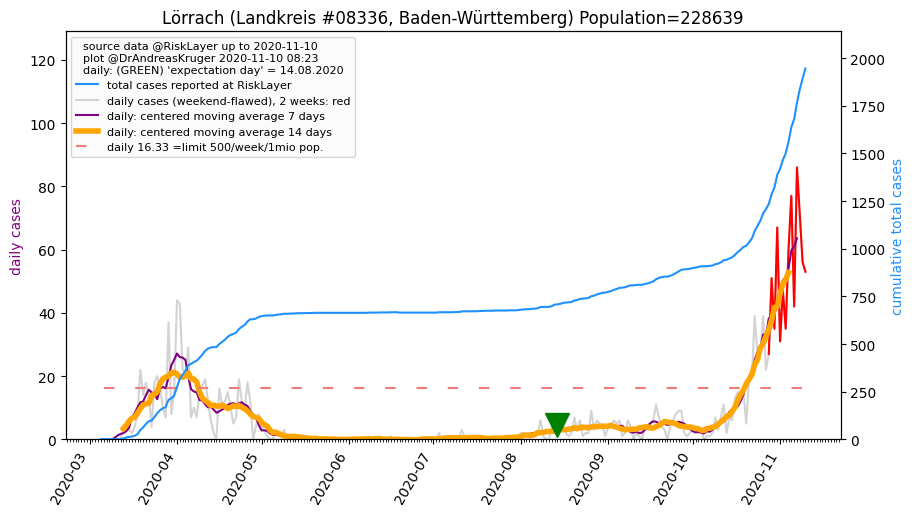 Lörrach (Landkreis #08336, Baden-Württemberg) Population=228639
source data @RiskLayer up to 2020-11-10
plot @DrAndreasKruger 2020-11-10 08:23
daily: (GREEN) 'expectation day' = 14.08.2020
total cases reported at RiskLayer
daily cases (weekend-flawed), 2 weeks: red
daily: centered moving average 7 days
daily: centered moving average 14 days
daily 16.33 =limit 500/week/1mio pop.
daily cases
120
100
80
60
40
20
0
cumulative total cases
2000
1750
1500
1250
1000
750
500
250
0
2020-03
2020-04
2020-05
2020-06
2020-07
2020-08
2020-09
2020-10
2020-11